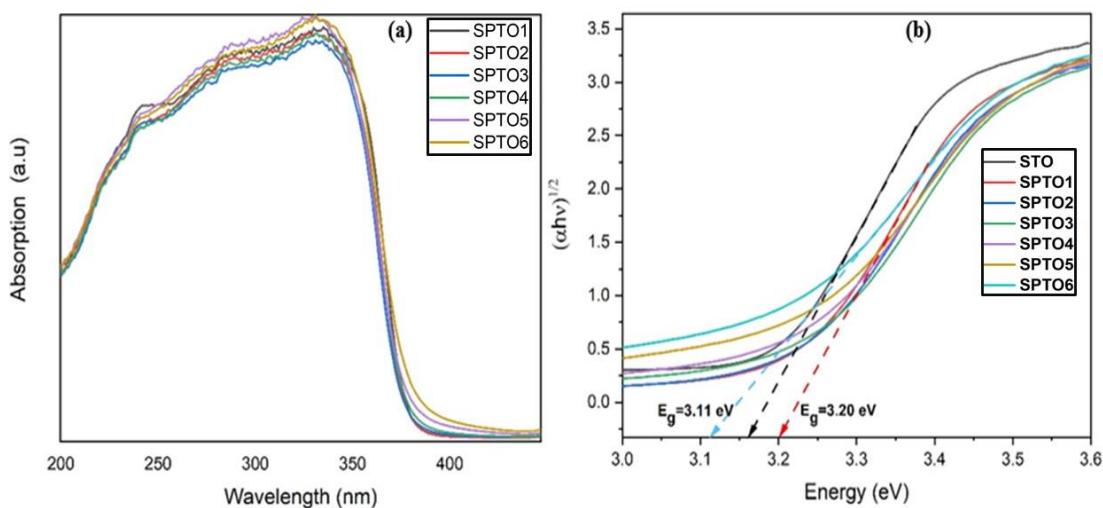 (a)
SPTO1
SPTO2
SPTO3
SPTO4
SPTO5
SPTO6
Absorption (a.u)
200
250
300
350
400
Wavelength (nm)
(b)
STO
SPTO1
SPTO2
SPTO3
SPTO4
SPTO5
SPTO6
(αhν)1/2
3.5
3.0
2.5
2.0
1.5
1.0
0.5
0.0
Eg=3.11 eV
Eg=3.20 eV
3.0
3.1
3.2
3.3
3.4
3.5
3.6
Energy (eV)